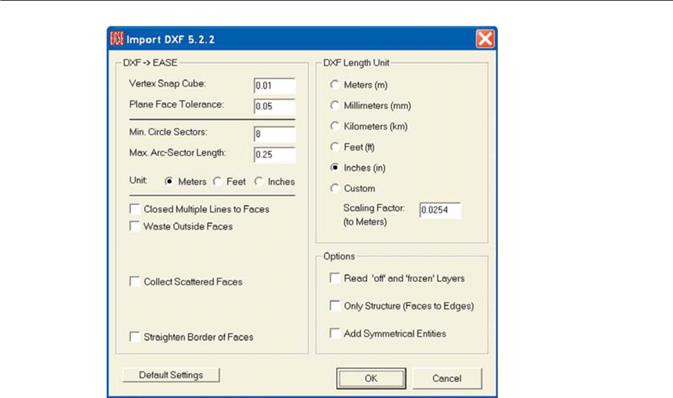 EASE Import DXF 5.2.2
DXF -> EASE
Vertex Snap Cube: 0.01
Plane Face Tolerance: 0.05
Min. Circle Sectors: 8
Max. Arc-Sector Length: 0.25
Unit: Meters Feet Inches
Closed Multiple Lines to Faces
Waste Outside Faces
Collect Scattered Faces
Straighten Border of Faces
Default Settings
DXF Length Unit
Meters (m)
Millimeters (mm)
Kilometers (km)
Feet (ft)
Inches (in)
Custom
Scaling Factor: 0.0254
(to Meters)
Options
Read 'off' and 'frozen' Layers
Only Structure (Faces to Edges)
Add Symmetrical Entities
OK Cancel